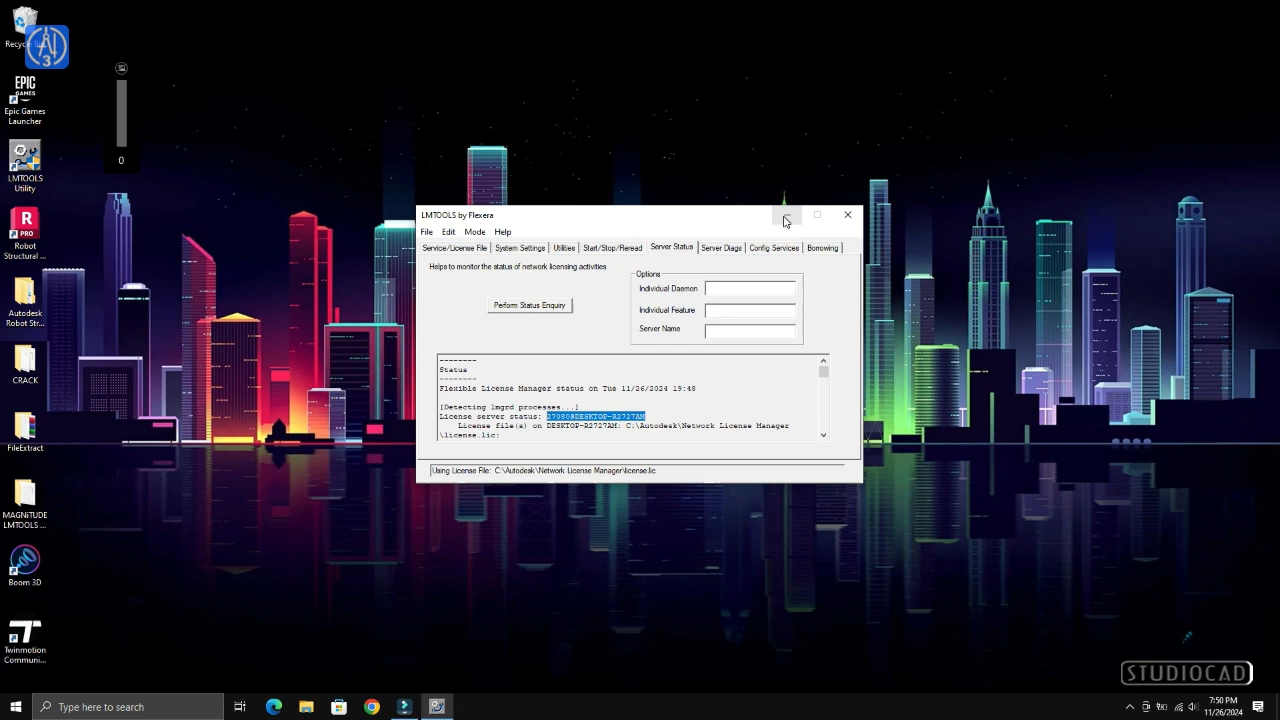 Recycle Bin
3
EPIC
GAMES
Epic Games
Launcher
0
LMTOOLS
Utility
R
PRO
Robot
Structural ...
Autodesk
Robot Str...
CRACK
FileExtract
MAGNiTUDE
LMTOOLS ...
Boom 3D
Twinmotion
Communi...
LMTOOLS by Flexera
File Edit Mode Help
Service/License File System Settings Utilities Start/Stop/Reread Server Status Server Diags Config Services Borrowing
Helps to monitor the status of network licensing activities
Options
Individual Daemon
Perform Status Enquiry
Individual Feature
Server Name
--------
Status
--------
Flexible License Manager status on Tue 11/26/2024 19:48
[Detecting lmgrd processes...]
License server status: 27080@DESKTOP-R2727AM
License file(s) on DESKTOP-R2727AM: C:\Autodesk\Network License Manager
\license.lic:
Using License File: C:\Autodesk\Network License Manager\license.lic
STUDIOCAD
Type here to search
7:50 PM
11/26/2024